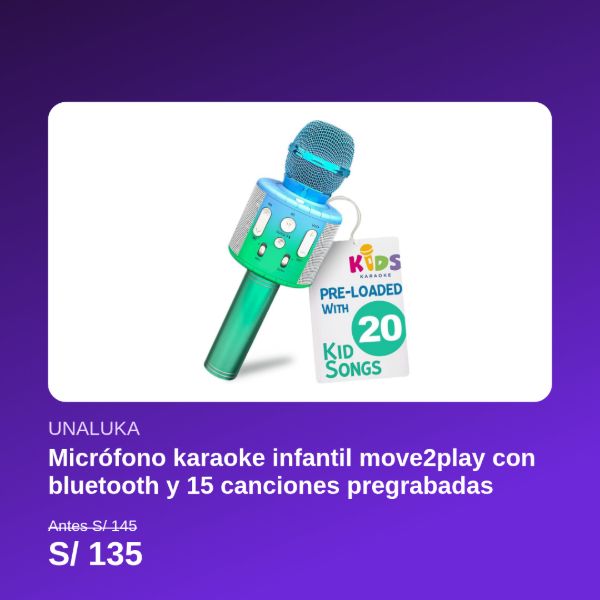 KIDS
KARAOKE
PRE-LOADED
WITH
20
KID
SONGS
UNALUKA
Micrófono karaoke infantil move2play con
bluetooth y 15 canciones pregrabadas
Antes S/ 145
S/ 135